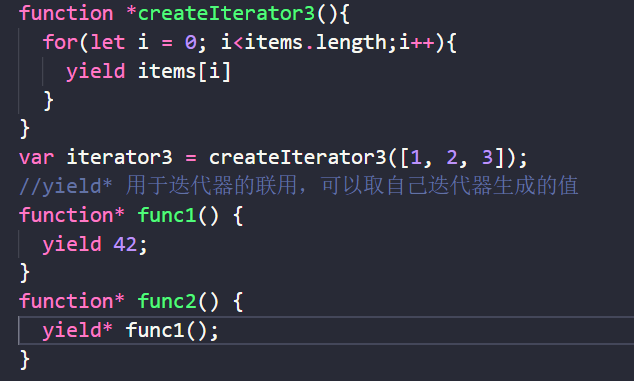 function *createIterator3(){
  for(let i = 0; i<items.length;i++){
    yield items[i]
  }
}
var iterator3 = createIterator3([1, 2, 3]);
//yield* 用于迭代器的联用，可以取自己迭代器生成的值
function* func1() {
  yield 42;
}
function* func2() {
  yield* func1();
}